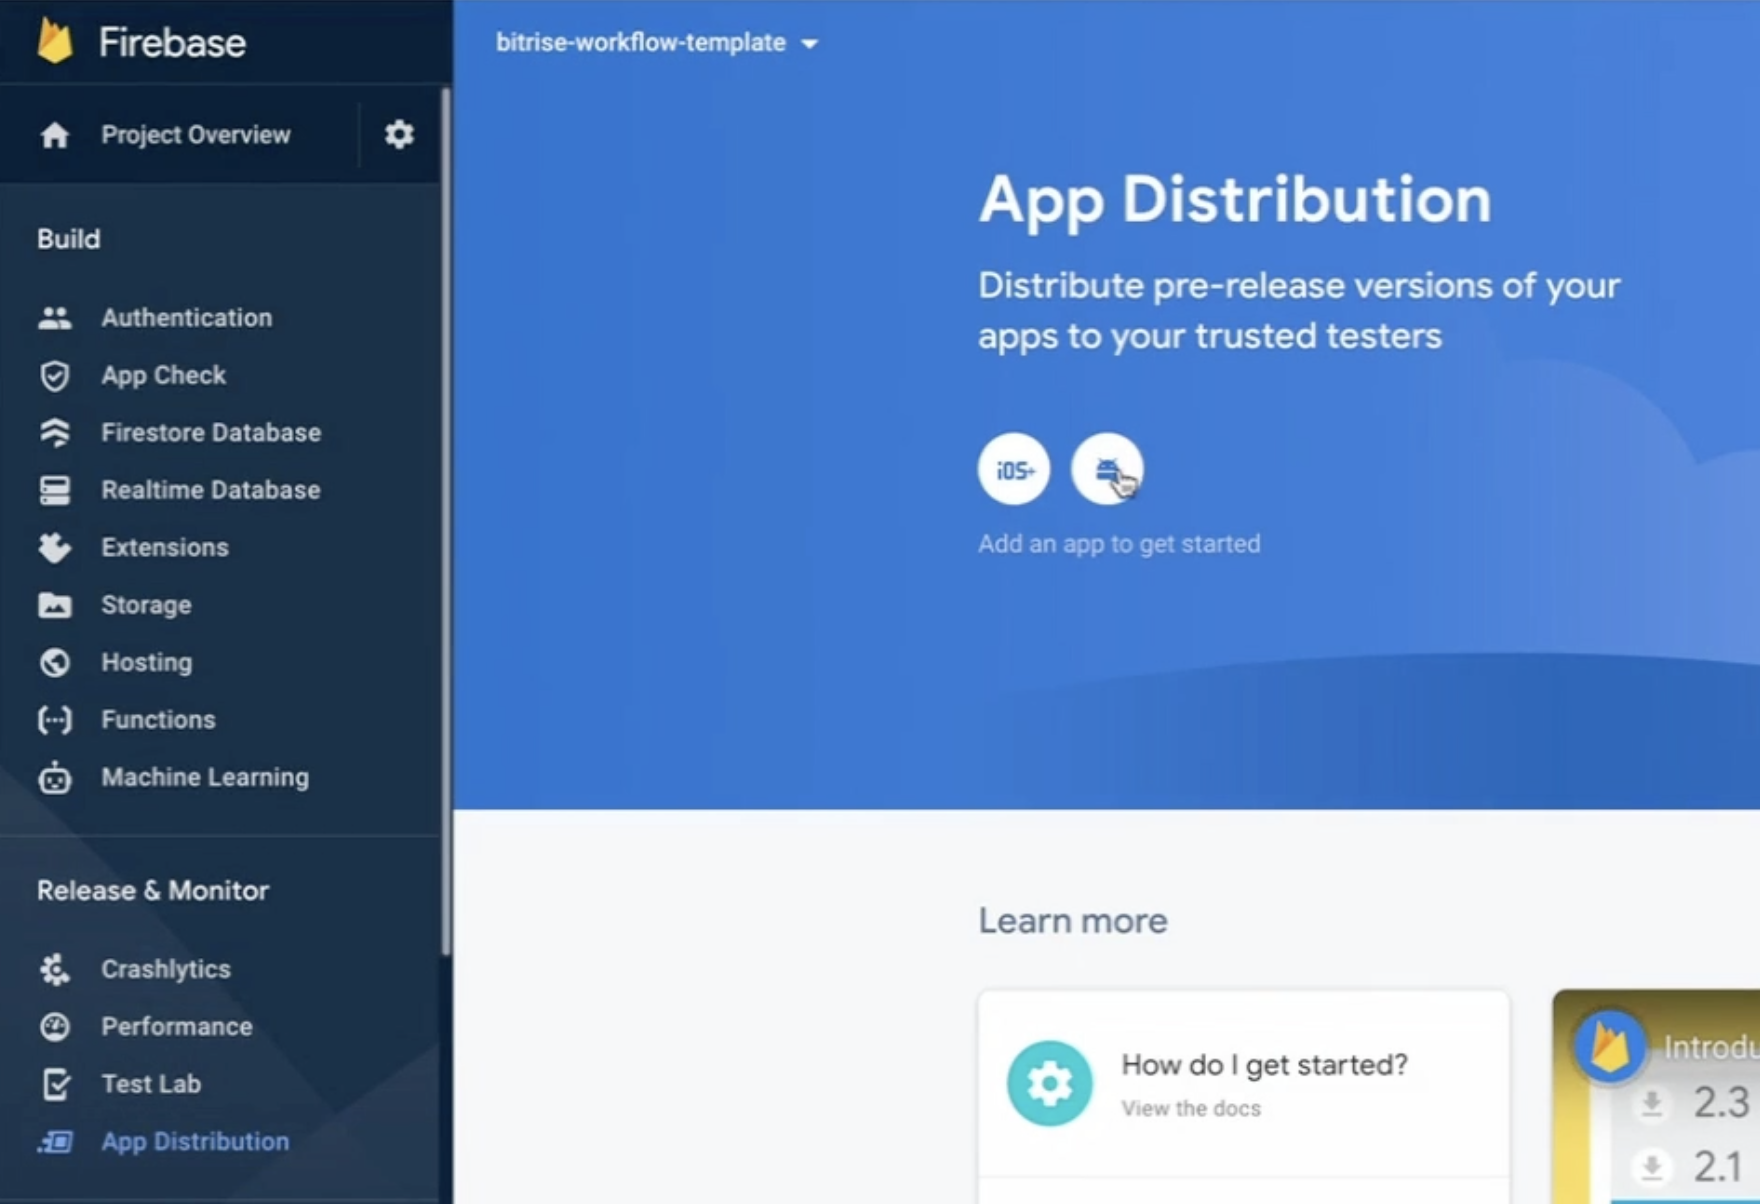 Firebase
Project Overview
Build
Authentication
App Check
Firestore Database
Realtime Database
Extensions
Storage
Hosting
Functions
Machine Learning
Release & Monitor
Crashlytics
Performance
Test Lab
App Distribution
bitrise-workflow-template
App Distribution
Distribute pre-release versions of your
apps to your trusted testers
iOS+
Add an app to get started
Learn more
How do I get started?
View the docs
Introdu
2.3
2.1